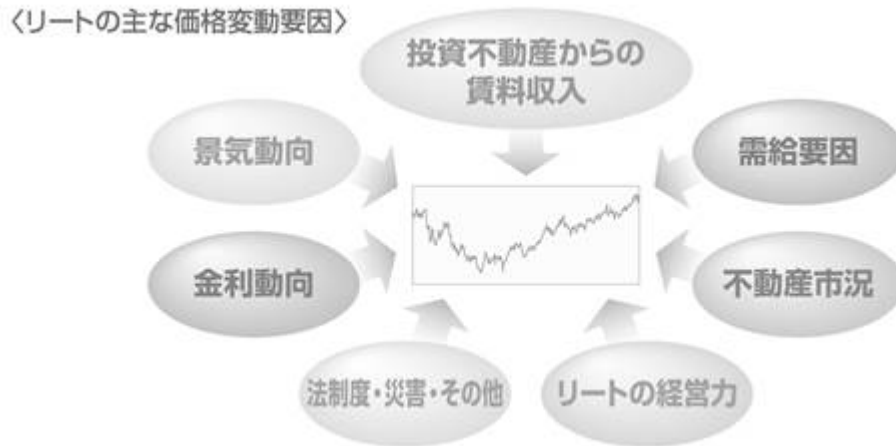 〈リートの主な価格変動要因〉
投資不動産からの
賃料収入
景気動向
需給要因
金利動向
不動産市況
法制度・災害・その他
リートの経営力